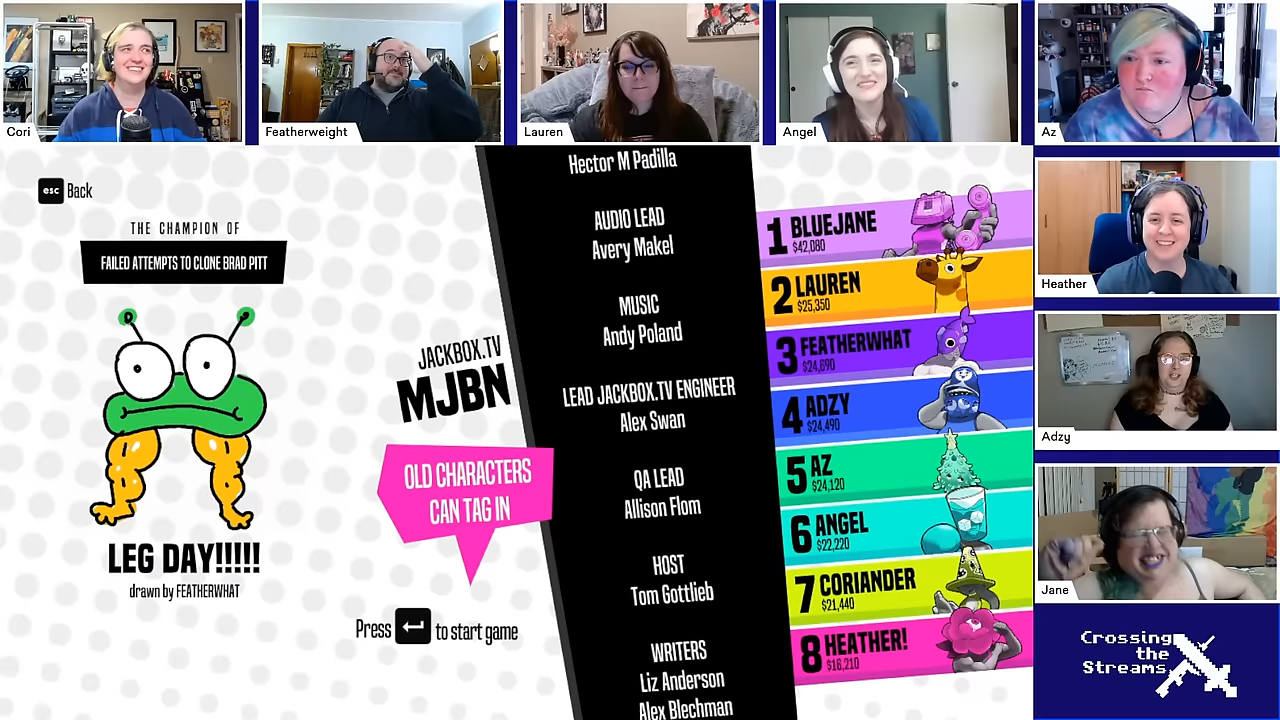 Cori
Featherweight
Lauren
Angel
Az
Heather
Adzy
Jane
esc Back
THE CHAMPION OF
FAILED ATTEMPTS TO CLONE BRAD PITT
LEG DAY!!!!!
drawn by FEATHERWHAT
JACKBOX.TV
MJBN
OLD CHARACTERS
CAN TAG IN
Press ↵ to start game
Hector M Padilla
AUDIO LEAD
Avery Makel
MUSIC
Andy Poland
LEAD JACKBOX.TV ENGINEER
Alex Swan
QA LEAD
Allison Flom
HOST
Tom Gottlieb
WRITERS
Liz Anderson
Alex Blechman
1 BLUEJANE
$42,080
2 LAUREN
$25,350
3 FEATHERWHAT
$24,690
4 ADZY
$24,490
5 AZ
$24,120
6 ANGEL
$22,220
7 CORIANDER
$21,440
8 HEATHER!
$16,210
Crossing
the
Streams